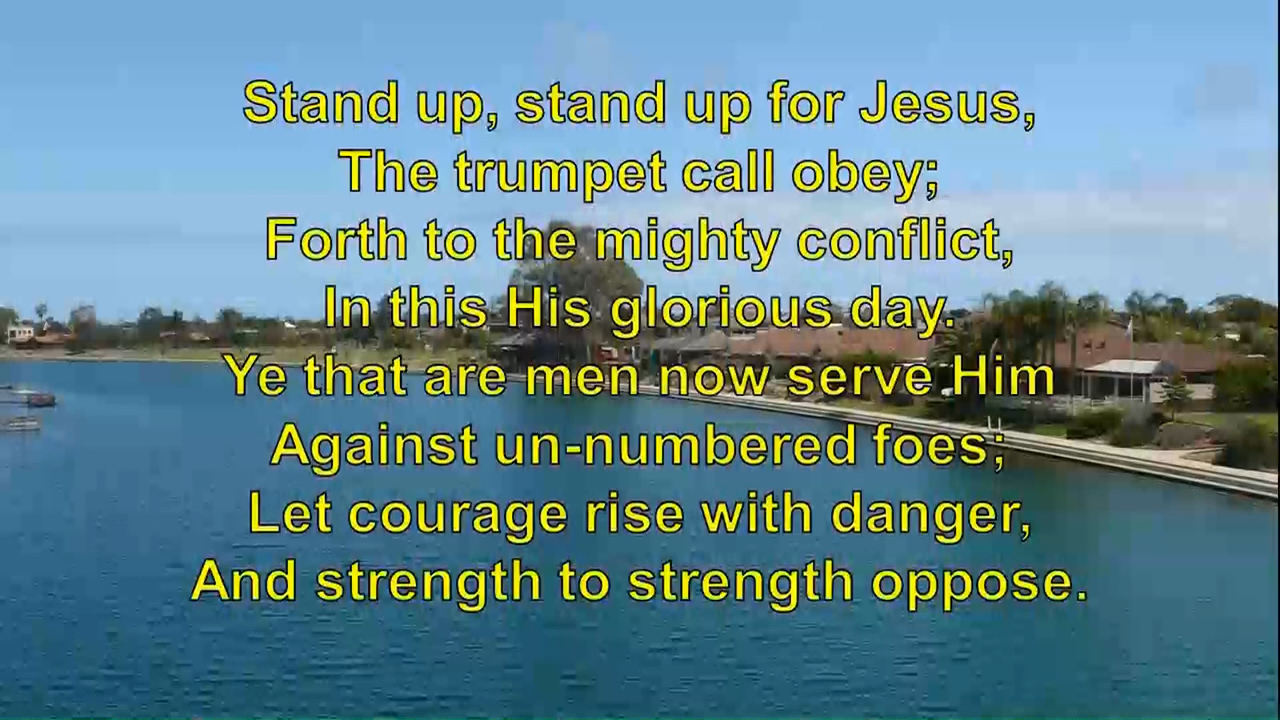 Stand up, stand up for Jesus,
The trumpet call obey;
Forth to the mighty conflict,
In this His glorious day.
Ye that are men now serve Him
Against un-numbered foes;
Let courage rise with danger,
And strength to strength oppose.